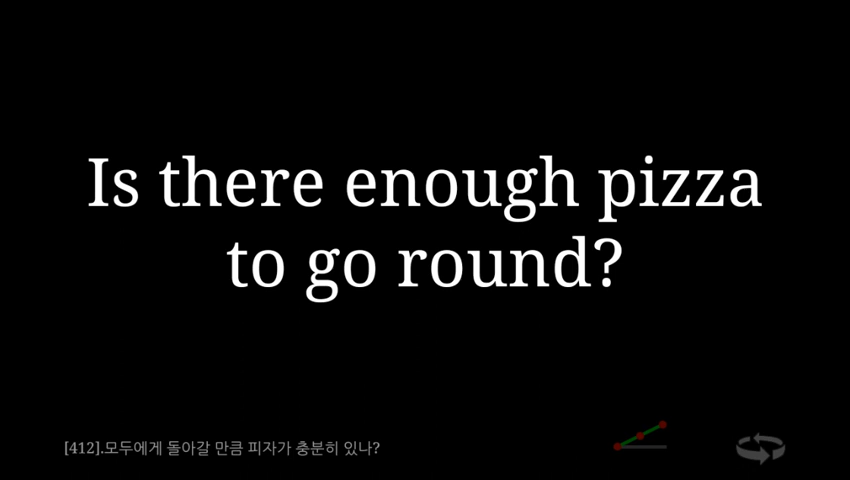 Is there enough pizza
to go round?
[412].모두에게 돌아갈 만큼 피자가 충분히 있나?